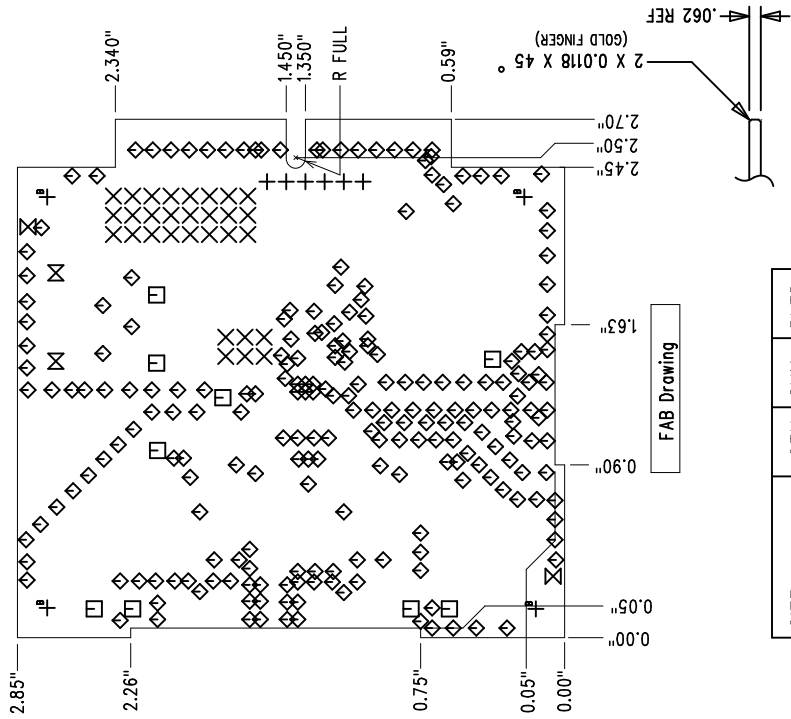 2.340"
1.450"
1.350"
R FULL
0.59"
2.70"
2.50"
2.45"
1.63"
0.90"
0.05"
0.00"
2.85"
2.26"
0.75"
0.05"
0.00"
FAB Drawing
.062 REF
2 X 0.0118 X 45°
(GOLD FINGER)
B
B
B
B